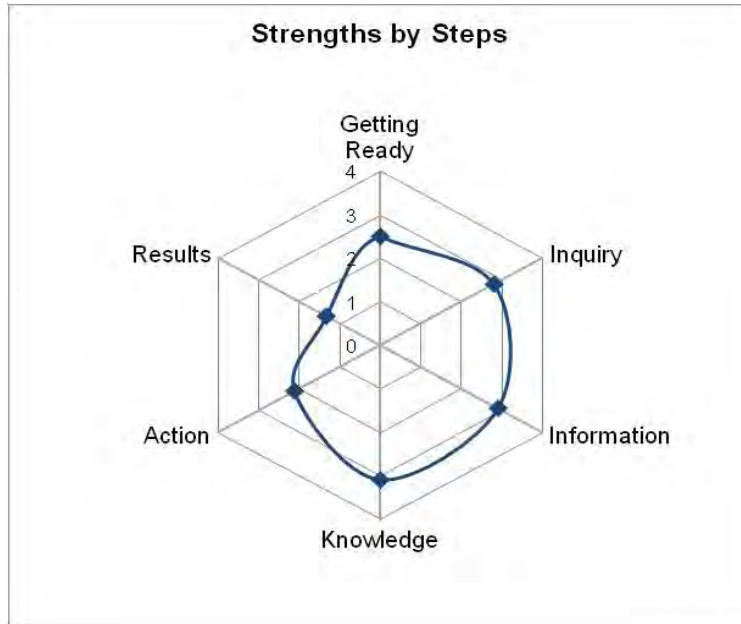 Strengths by Steps
Getting
Ready
4
3
2
1
0
Results
Inquiry
Action
Information
Knowledge